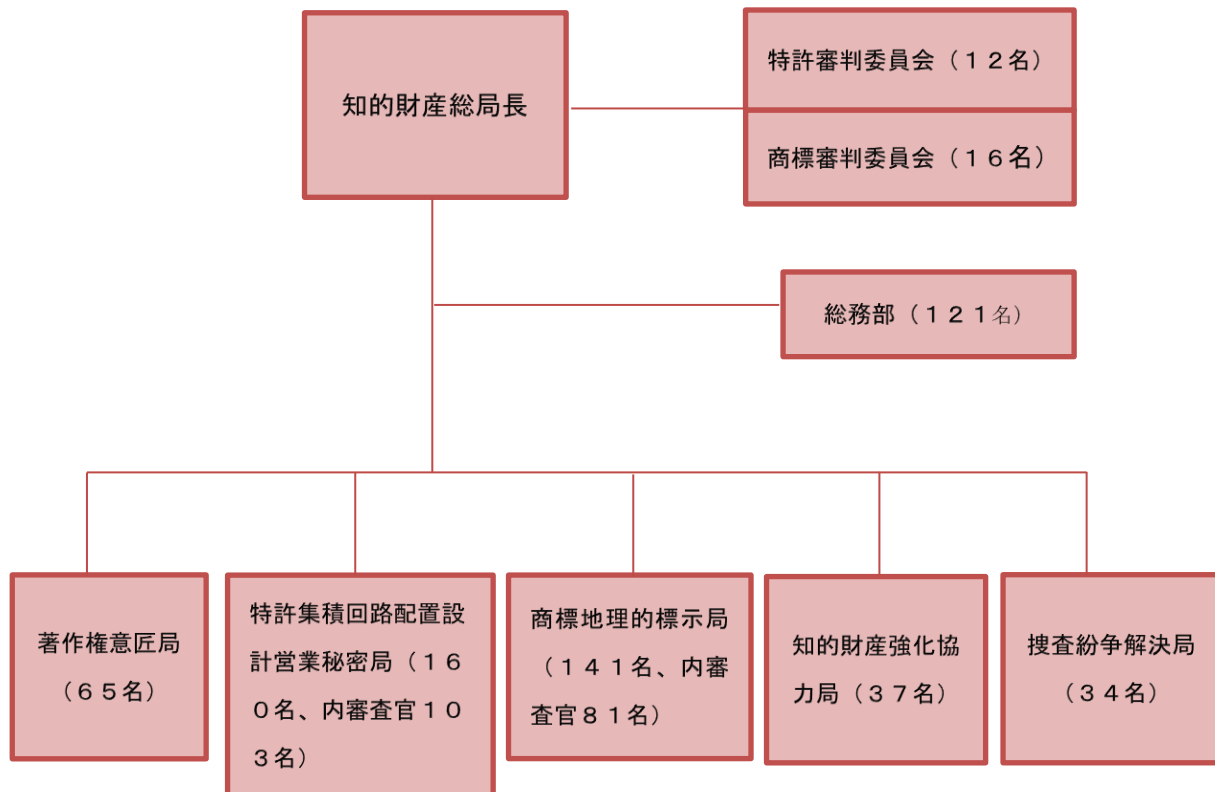 知的財産総局長
特許審判委員会（１２名）
商標審判委員会（１６名）
総務部（１２１名）
著作権意匠局
（６５名）
特許集積回路配置設
計営業秘密局（１６
０名、内審査官１０
３名）
商標地理的標示局
（１４１名、内審
査官８１名）
知的財産強化協
力局（３７名）
捜査紛争解決局
（３４名）